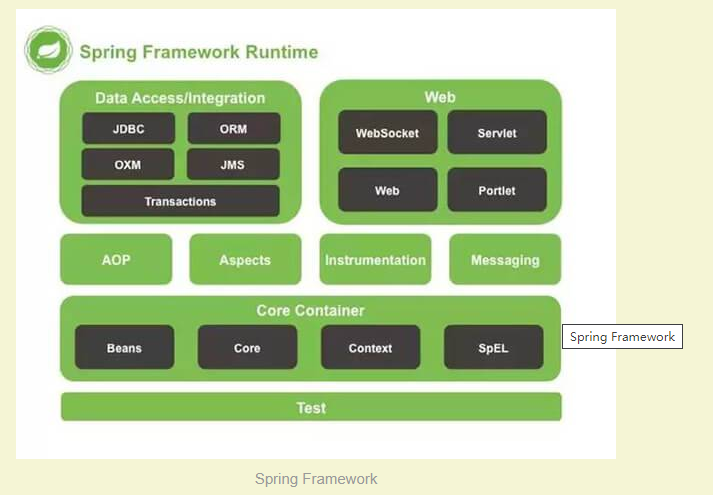 Spring Framework Runtime
Data Access/Integration
JDBC
ORM
OXM
JMS
Transactions
Web
WebSocket
Servlet
Web
Portlet
AOP
Aspects
Instrumentation
Messaging
Core Container
Beans
Core
Context
SpEL
Spring Framework
Test
Spring Framework